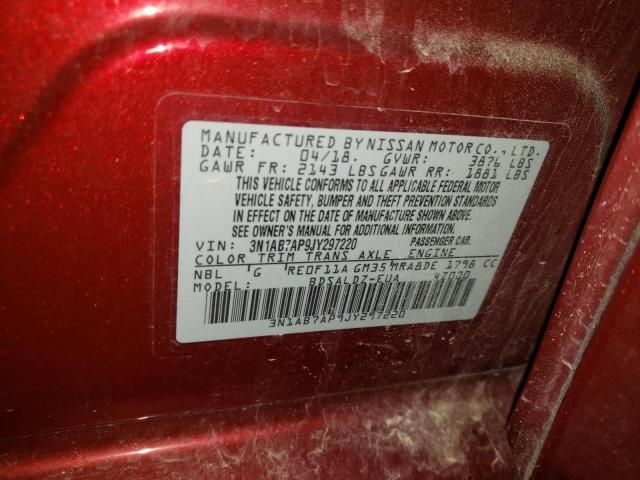 MANUFACTURED BY NISSAN MOTOR CO., LTD.
DATE: 04/18. GVWR: 3876 LBS
GAWR FR: 2143 LBS GAWR RR: 1881 LBS
THIS VEHICLE CONFORMS TO ALL APPLICABLE FEDERAL MOTOR
VEHICLE SAFETY, BUMPER AND THEFT PREVENTION STANDARDS
IN EFFECT ON THE DATE OF MANUFACTURE SHOWN ABOVE.
SEE OWNER'S MANUAL FOR ADDITIONAL INFORMATION
VIN: 3N1AB7AP9JY297220 PASSENGER CAR.
COLOR TRIM TRANS AXLE ENGINE
NBL G RE0F11A GM35 MRA8DE 1798 CC
MODEL: BDSALDZ-EUA 47030
3N1AB7AP9JY297220